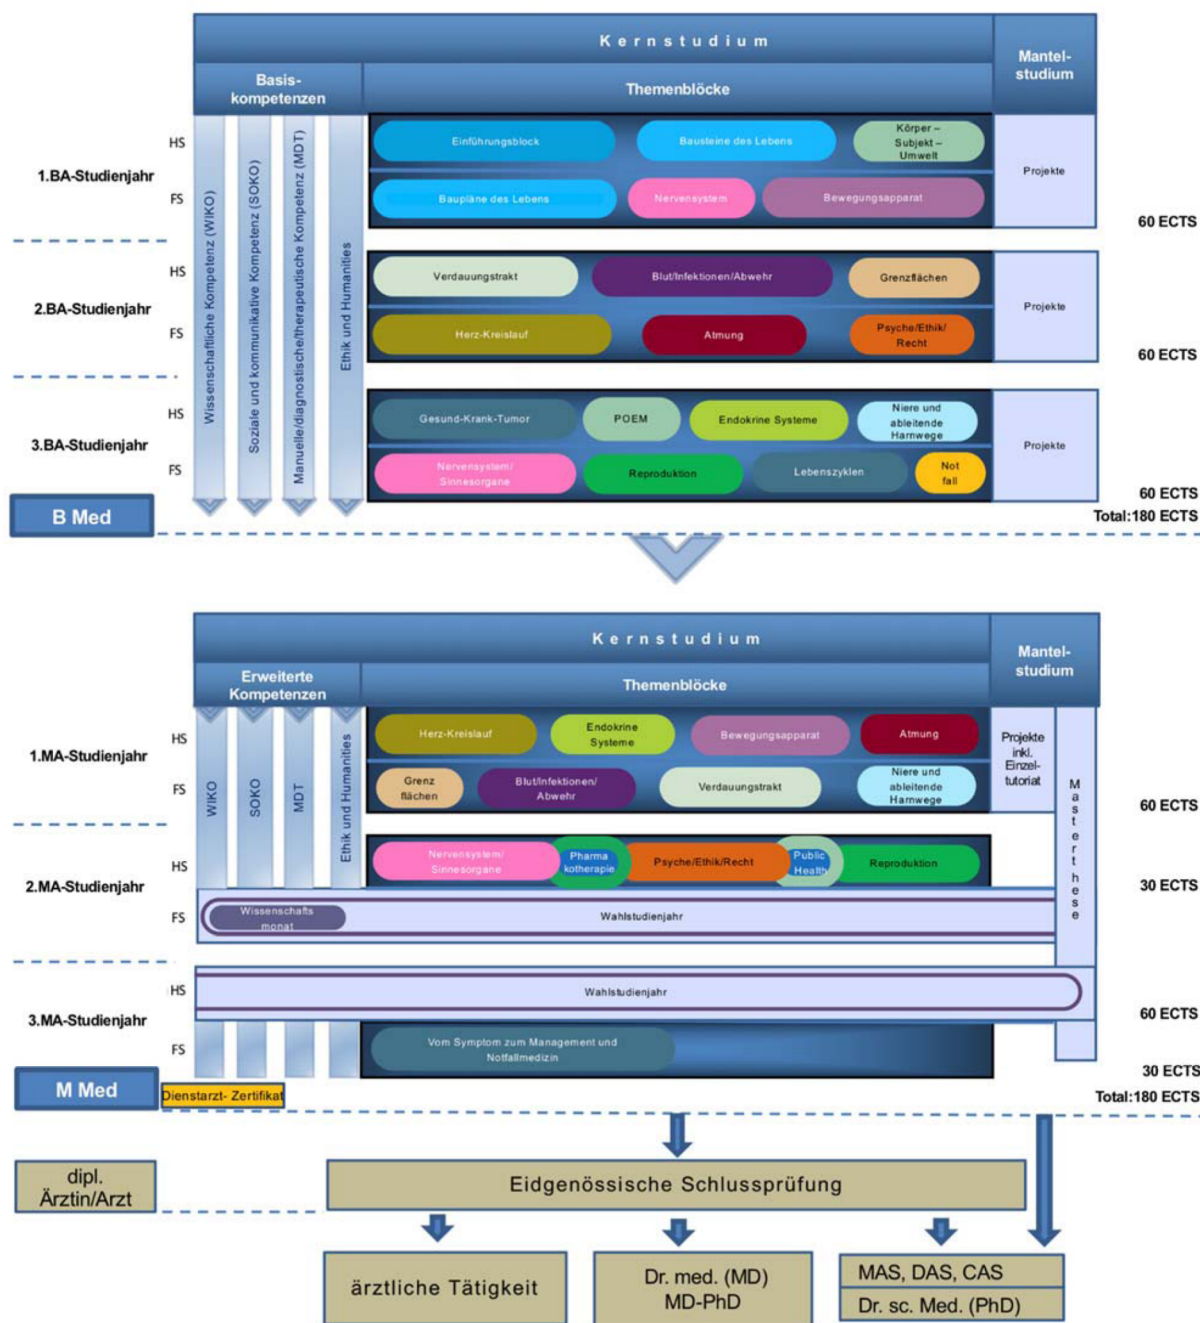 Kernstudium
Mantel-
studium
Basis-
kompetenzen
Themenblöcke
Wissenschaftliche Kompetenz (WIKO)
Soziale und kommunikative Kompetenz (SOKO)
Manuelle/diagnostische/therapeutische Kompetenz (MDT)
Ethik und Humanities
1.BA-Studienjahr
HS
Einführungsblock
Bausteine des Lebens
Körper –
Subjekt –
Umwelt
FS
Baupläne des Lebens
Nervensystem
Bewegungsapparat
Projekte
60 ECTS
2.BA-Studienjahr
HS
Verdauungstrakt
Blut/Infektionen/Abwehr
Grenzflächen
FS
Herz-Kreislauf
Atmung
Psyche/Ethik/
Recht
Projekte
60 ECTS
3.BA-Studienjahr
HS
Gesund-Krank-Tumor
POEM
Endokrine Systeme
Niere und
ableitende
Harnwege
FS
Nervensystem/
Sinnesorgane
Reproduktion
Lebenszyklen
Not
fall
Projekte
60 ECTS
B Med
Total:180 ECTS
Kernstudium
Mantel-
studium
Erweiterte
Kompetenzen
Themenblöcke
WIKO
SOKO
MDT
Ethik und Humanities
1.MA-Studienjahr
HS
Herz-Kreislauf
Endokrine
Systeme
Bewegungsapparat
Atmung
FS
Grenz
flächen
Blut/Infektionen/
Abwehr
Verdauungstrakt
Niere und
ableitende
Harnwege
Projekte
inkl.
Einzel-
tutoriat
Masterthese
60 ECTS
2.MA-Studienjahr
HS
Nervensystem/
Sinnesorgane
Pharma
kotherapie
Psyche/Ethik/Recht
Public
Health
Reproduktion
30 ECTS
FS
Wissenschafts
monat
Wahlstudienjahr
3.MA-Studienjahr
HS
Wahlstudienjahr
60 ECTS
FS
Vom Symptom zum Management und
Notfallmedizin
30 ECTS
M Med
Dienstarzt- Zertifikat
Total:180 ECTS
dipl.
Ärztin/Arzt
Eidgenössische Schlussprüfung
ärztliche Tätigkeit
Dr. med. (MD)
MD-PhD
MAS, DAS, CAS
Dr. sc. Med. (PhD)